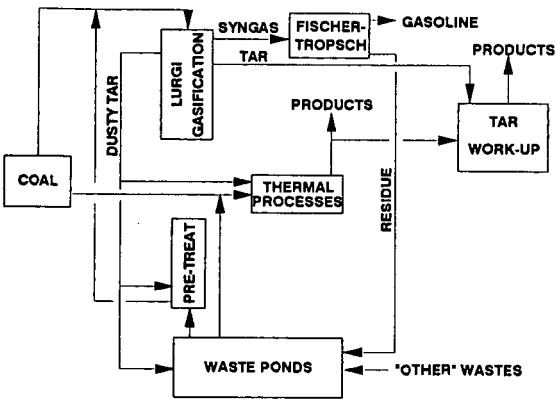 FISCHER-
TROPSCH
GASOLINE
SYNGAS
TAR
LURGI
GASIFICATION
PRODUCTS
DUSTY TAR
PRODUCTS
TAR
WORK-UP
COAL
THERMAL
PROCESSES
RESIDUE
PRE-TREAT
WASTE PONDS
"OTHER" WASTES